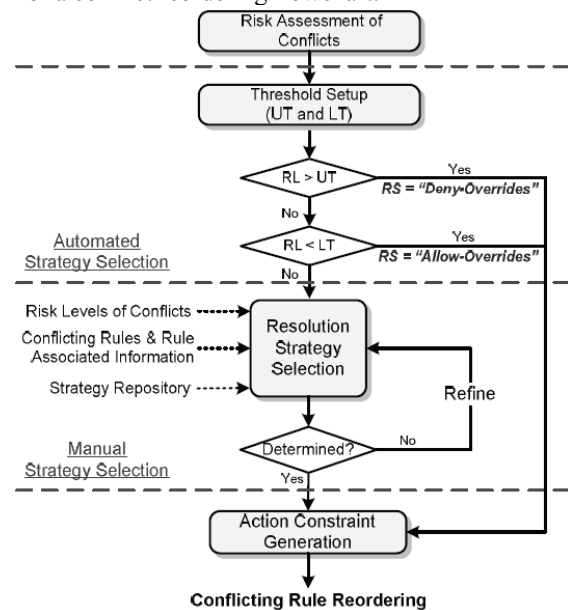 Risk Assessment of
Conflicts
Threshold Setup
(UT and LT)
RL > UT
Yes
RS = "Deny-Overrides"
No
Automated
Strategy Selection
RL < LT
Yes
RS = "Allow-Overrides"
No
Risk Levels of Conflicts
Conflicting Rules & Rule
Associated Information
Strategy Repository
Resolution
Strategy
Selection
Refine
Manual
Strategy Selection
Determined?
No
Yes
Action Constraint
Generation
Conflicting Rule Reordering